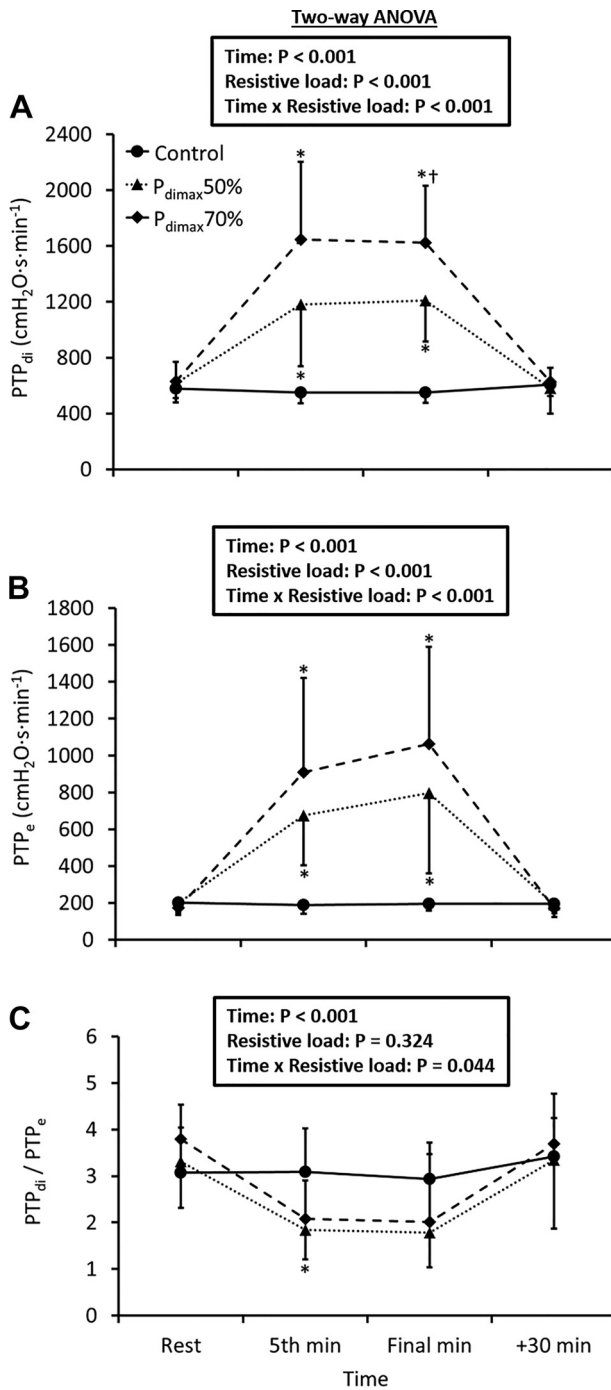 Two-way ANOVA
Time: P < 0.001
Resistive load: P < 0.001
Time x Resistive load: P < 0.001
A
2400
2000
1600
1200
800
400
0
PTPdi (cmH2O·s·min-1)
Control
Pdimax50%
Pdimax70%
*
*†
*
*
Time: P < 0.001
Resistive load: P < 0.001
Time x Resistive load: P < 0.001
B
1800
1600
1400
1200
1000
800
600
400
200
0
PTPe (cmH2O·s·min-1)
*
*
*
*
Time: P < 0.001
Resistive load: P = 0.324
Time x Resistive load: P = 0.044
C
6
5
4
3
2
1
0
PTPdi / PTPe
*
Rest 5th min Final min +30 min
Time